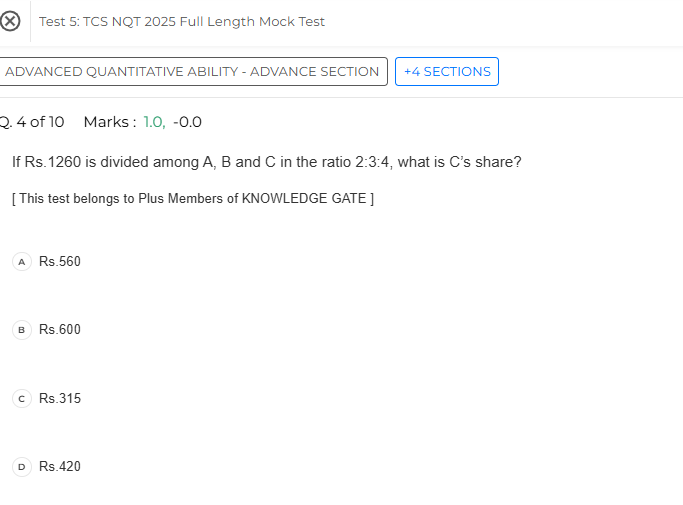 Test 5: TCS NQT 2025 Full Length Mock Test
ADVANCED QUANTITATIVE ABILITY - ADVANCE SECTION
+4 SECTIONS
Q. 4 of 10 Marks : 1.0, -0.0
If Rs.1260 is divided among A, B and C in the ratio 2:3:4, what is C's share?
[ This test belongs to Plus Members of KNOWLEDGE GATE ]
A Rs.560
B Rs.600
C Rs.315
D Rs.420